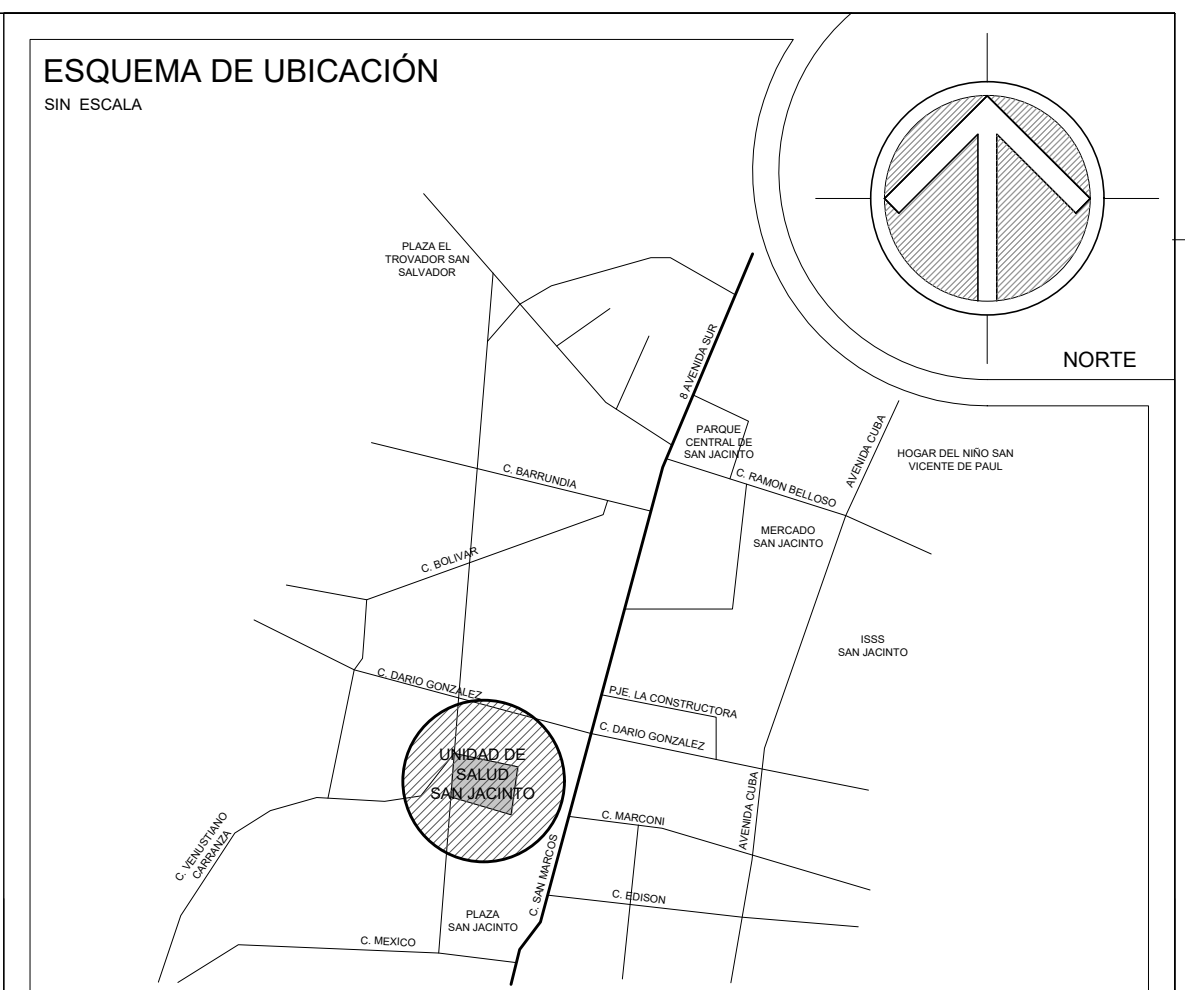 ESQUEMA DE UBICACIÓN
SIN ESCALA
NORTE
PLAZA EL
TROVADOR SAN
SALVADOR
8 AVENIDA SUR
PARQUE
CENTRAL DE
SAN JACINTO
AVENIDA CUBA
HOGAR DEL NIÑO SAN
VICENTE DE PAUL
C. BARRUNDIA
C. RAMON BELLOSO
MERCADO
SAN JACINTO
C. BOLIVAR
ISSS
SAN JACINTO
C. DARIO GONZALEZ
PJE. LA CONSTRUCTORA
C. DARIO GONZALEZ
UNIDAD DE
SALUD
SAN JACINTO
AVENIDA CUBA
C. MARCONI
C. VENUSTIANO
CARRANZA
C. SAN MARCOS
C. EDISON
PLAZA
SAN JACINTO
C. MEXICO